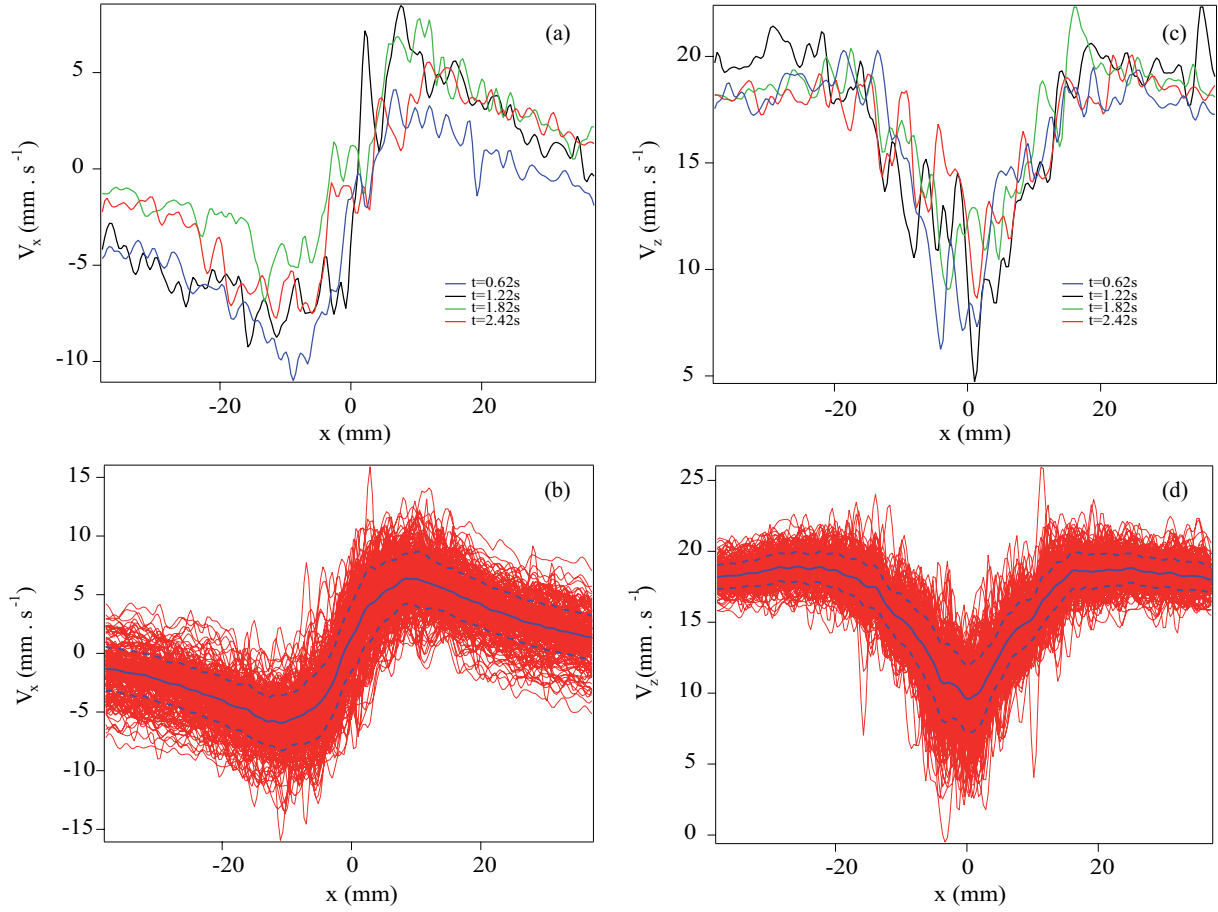 (a)
5
0
-5
-10
V_x (mm . s⁻¹)
t=0.62s
t=1.22s
t=1.82s
t=2.42s
-20 0 20
x (mm)
(c)
20
15
10
5
V_z (mm . s⁻¹)
t=0.62s
t=1.22s
t=1.82s
t=2.42s
-20 0 20
x (mm)
(b)
15
10
5
0
-5
-10
-15
V_x (mm . s⁻¹)
-20 0 20
x (mm)
(d)
25
20
15
10
5
0
V_z(mm . s⁻¹)
-20 0 20
x (mm)